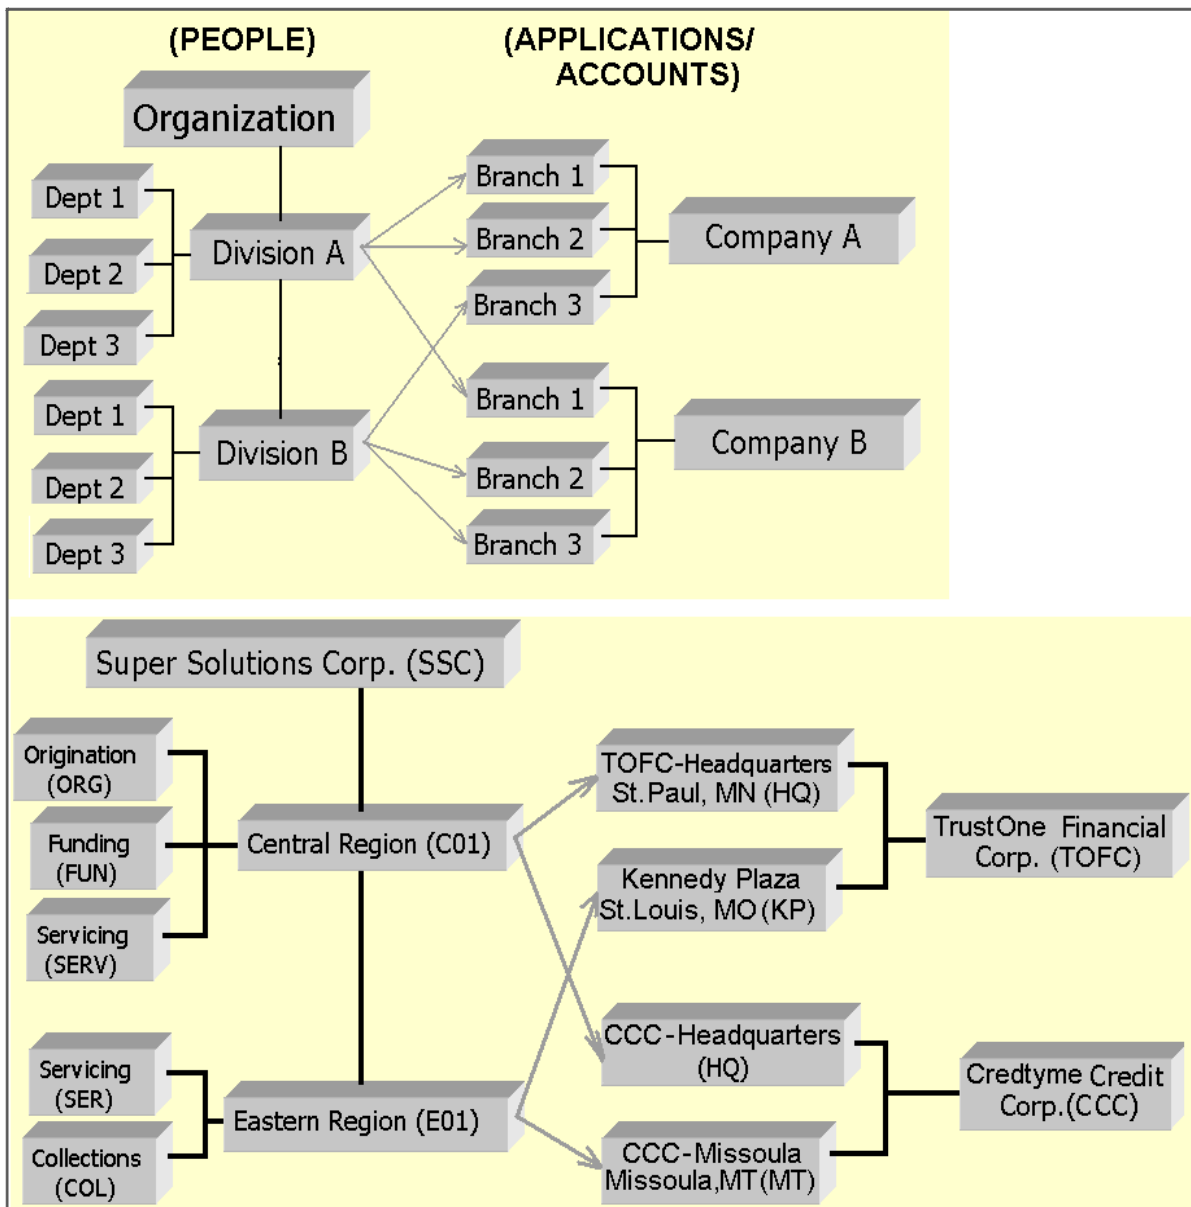 (PEOPLE)
(APPLICATIONS/
ACCOUNTS)
Organization
Dept 1
Dept 2
Dept 3
Division A
Dept 1
Dept 2
Dept 3
Division B
Branch 1
Branch 2
Branch 3
Company A
Branch 1
Branch 2
Branch 3
Company B
Super Solutions Corp. (SSC)
Origination
(ORG)
Funding
(FUN)
Servicing
(SERV)
Central Region (C01)
Servicing
(SER)
Collections
(COL)
Eastern Region (E01)
TOFC-Headquarters
St.Paul, MN (HQ)
Kennedy Plaza
St.Louis, MO (KP)
TrustOne Financial
Corp. (TOFC)
CCC-Headquarters
(HQ)
CCC-Missoula
Missoula,MT(MT)
Credtyme Credit
Corp.(CCC)